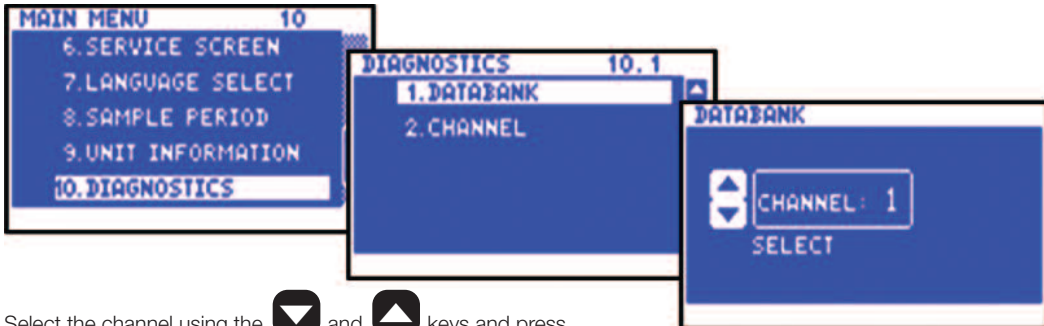 MAIN MENU 10
6.SERVICE SCREEN
7.LANGUAGE SELECT
8.SAMPLE PERIOD
9.UNIT INFORMATION
10.DIAGNOSTICS
DIAGNOSTICS 10.1
1.DATABANK
2.CHANNEL
DATABANK
CHANNEL: 1
SELECT
Select the channel using the and keys and press